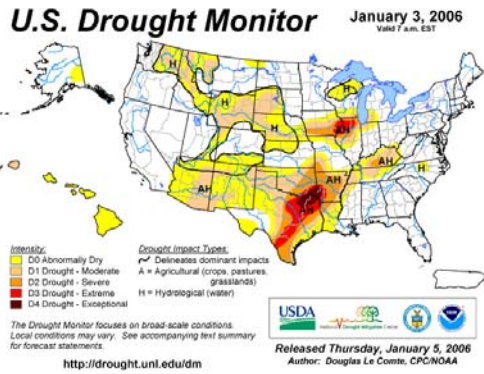 U.S. Drought Monitor
January 3, 2006
Valid 7 a.m. EST
H
H
H
H
AH
AH
H
AH
AH
H
Intensity:
D0 Abnormally Dry
D1 Drought - Moderate
D2 Drought - Severe
D3 Drought - Extreme
D4 Drought - Exceptional
Drought Impact Types:
Delineates dominant impacts
A = Agricultural (crops, pastures,
grasslands)
H = Hydrological (water)
The Drought Monitor focuses on broad-scale conditions.
Local conditions may vary. See accompanying text summary
for forecast statements.
http://drought.unl.edu/dm
USDA
National Drought Mitigation Center
Released Thursday, January 5, 2006
Author: Douglas Le Comte, CPC/NOAA